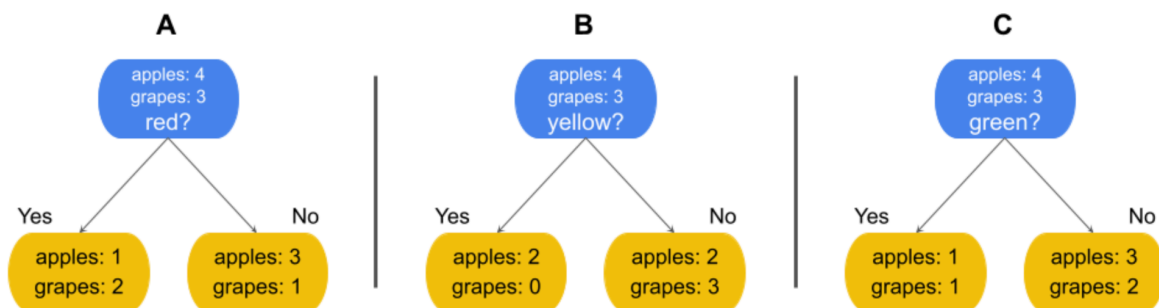 A
apples: 4
grapes: 3
red?
Yes
No
apples: 1
grapes: 2
apples: 3
grapes: 1
B
apples: 4
grapes: 3
yellow?
Yes
No
apples: 2
grapes: 0
apples: 2
grapes: 3
C
apples: 4
grapes: 3
green?
Yes
No
apples: 1
grapes: 1
apples: 3
grapes: 2